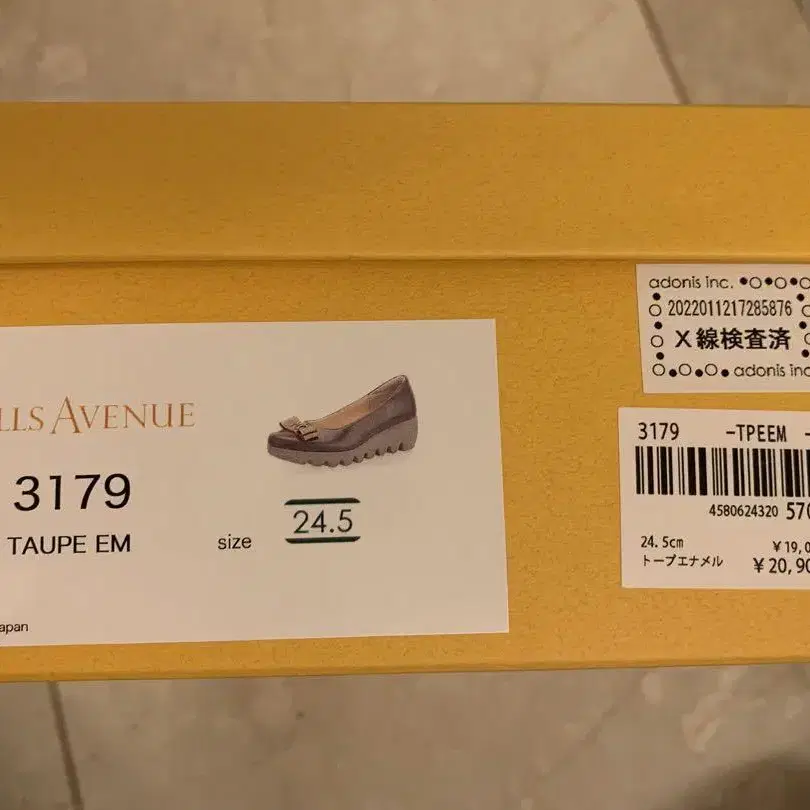 LLS AVENUE
3179
TAUPE EM
size
24.5
apan
adonis inc.
2022011217285876
X線検査済
adonis inc
3179 -TPEEM -
4580624320 570
24.5cm
トープエナメル
¥19,0
¥20,90